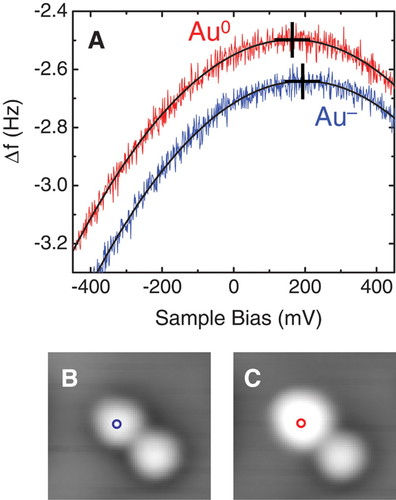 A
Au⁰
Au⁻
Δf (Hz)
-2.4
-2.6
-2.8
-3.0
-3.2
-400 -200 0 200 400
Sample Bias (mV)
B
C